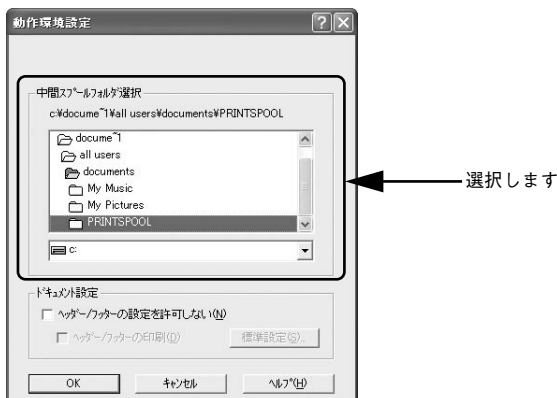 動作環境設定
中間ｽﾌﾟｰﾙﾌｫﾙﾀﾞ選択
c:¥docume~1¥all users¥documents¥PRINTSPOOL
docume~1
all users
documents
My Music
My Pictures
PRINTSPOOL
c:
選択します
ﾄﾞｷｭﾒﾝﾄ設定
ﾍｯﾀﾞｰ/ﾌｯﾀｰの設定を許可しない(N)
ﾍｯﾀﾞｰ/ﾌｯﾀｰの印刷(D)
標準設定(S)...
OK
ｷｬﾝｾﾙ
ﾍﾙﾌﾟ(H)